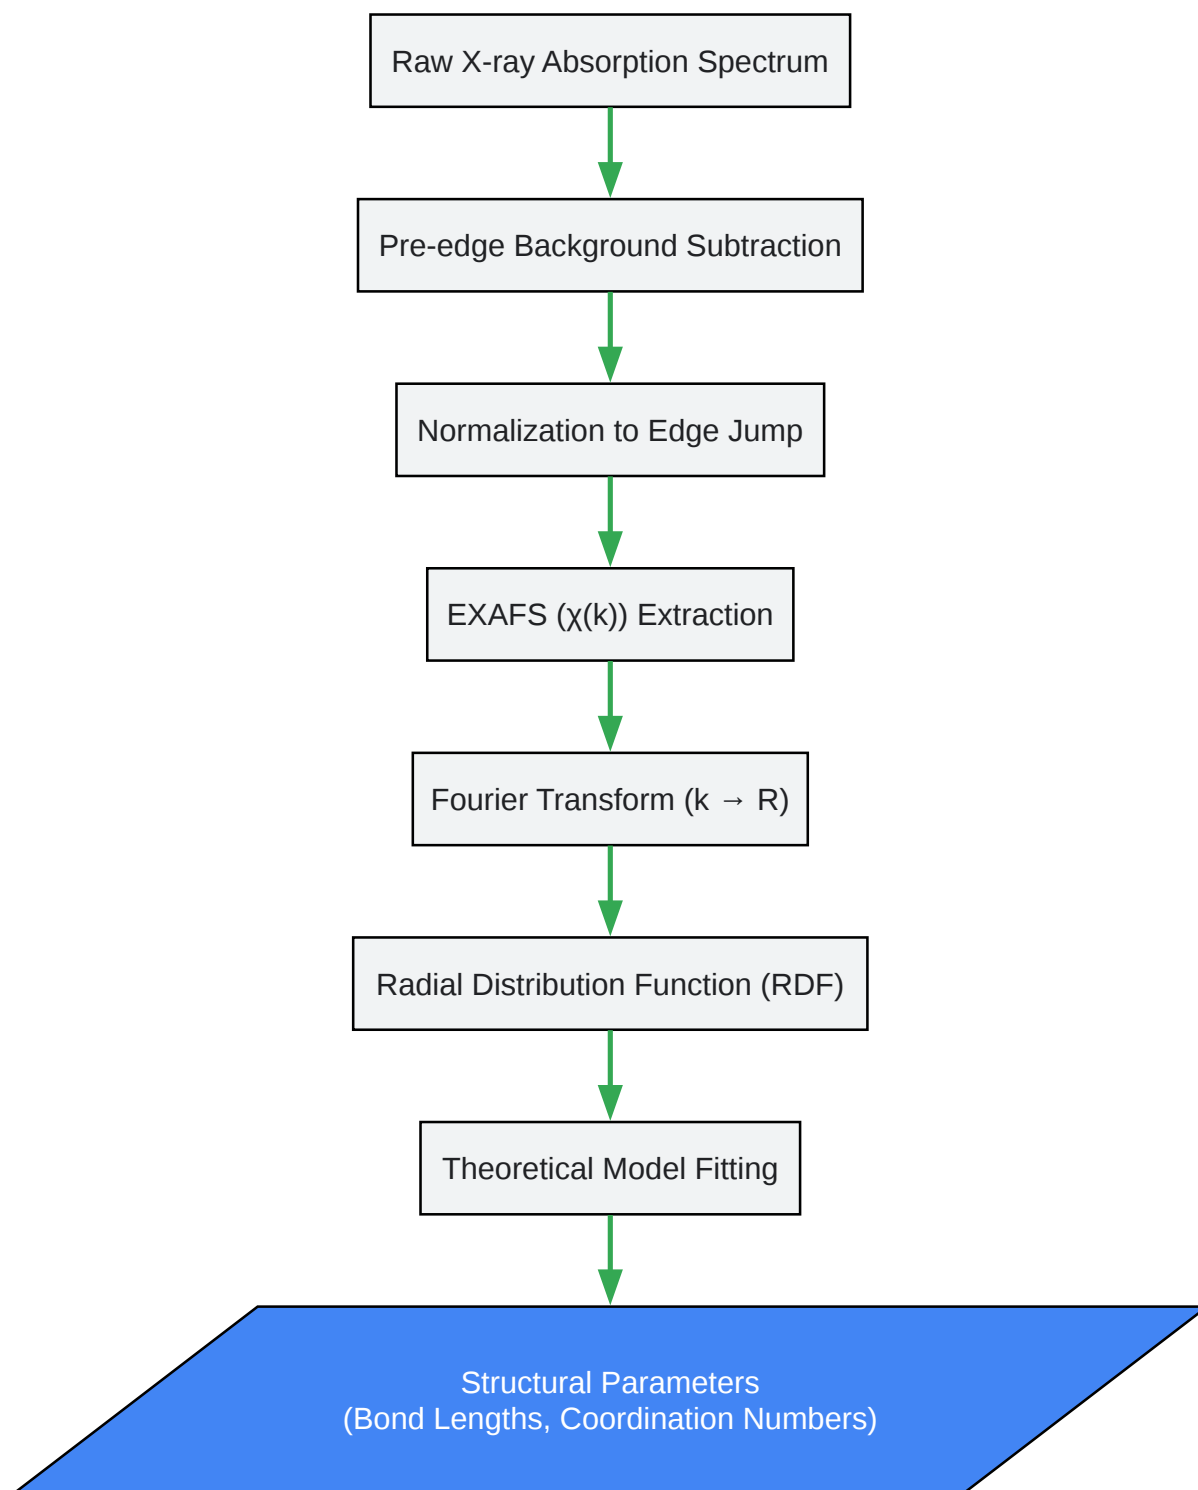 Raw X-ray Absorption Spectrum
Pre-edge Background Subtraction
Normalization to Edge Jump
EXAFS (χ(k)) Extraction
Fourier Transform (k → R)
Radial Distribution Function (RDF)
Theoretical Model Fitting
Structural Parameters
(Bond Lengths, Coordination Numbers)